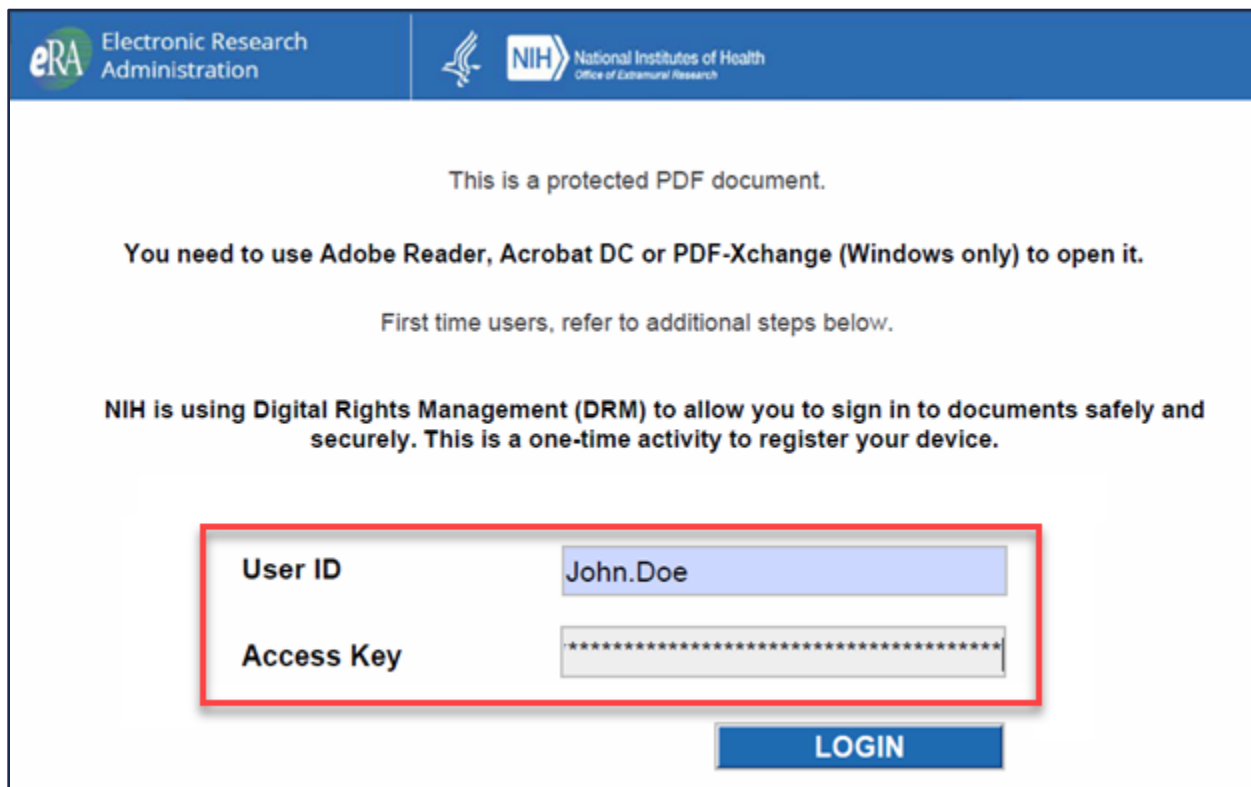 eRA Electronic Research
Administration
NIH National Institutes of Health
Office of Extramural Research
This is a protected PDF document.
You need to use Adobe Reader, Acrobat DC or PDF-Xchange (Windows only) to open it.
First time users, refer to additional steps below.
NIH is using Digital Rights Management (DRM) to allow you to sign in to documents safely and
securely. This is a one-time activity to register your device.
User ID John.Doe
Access Key ***************************************
LOGIN